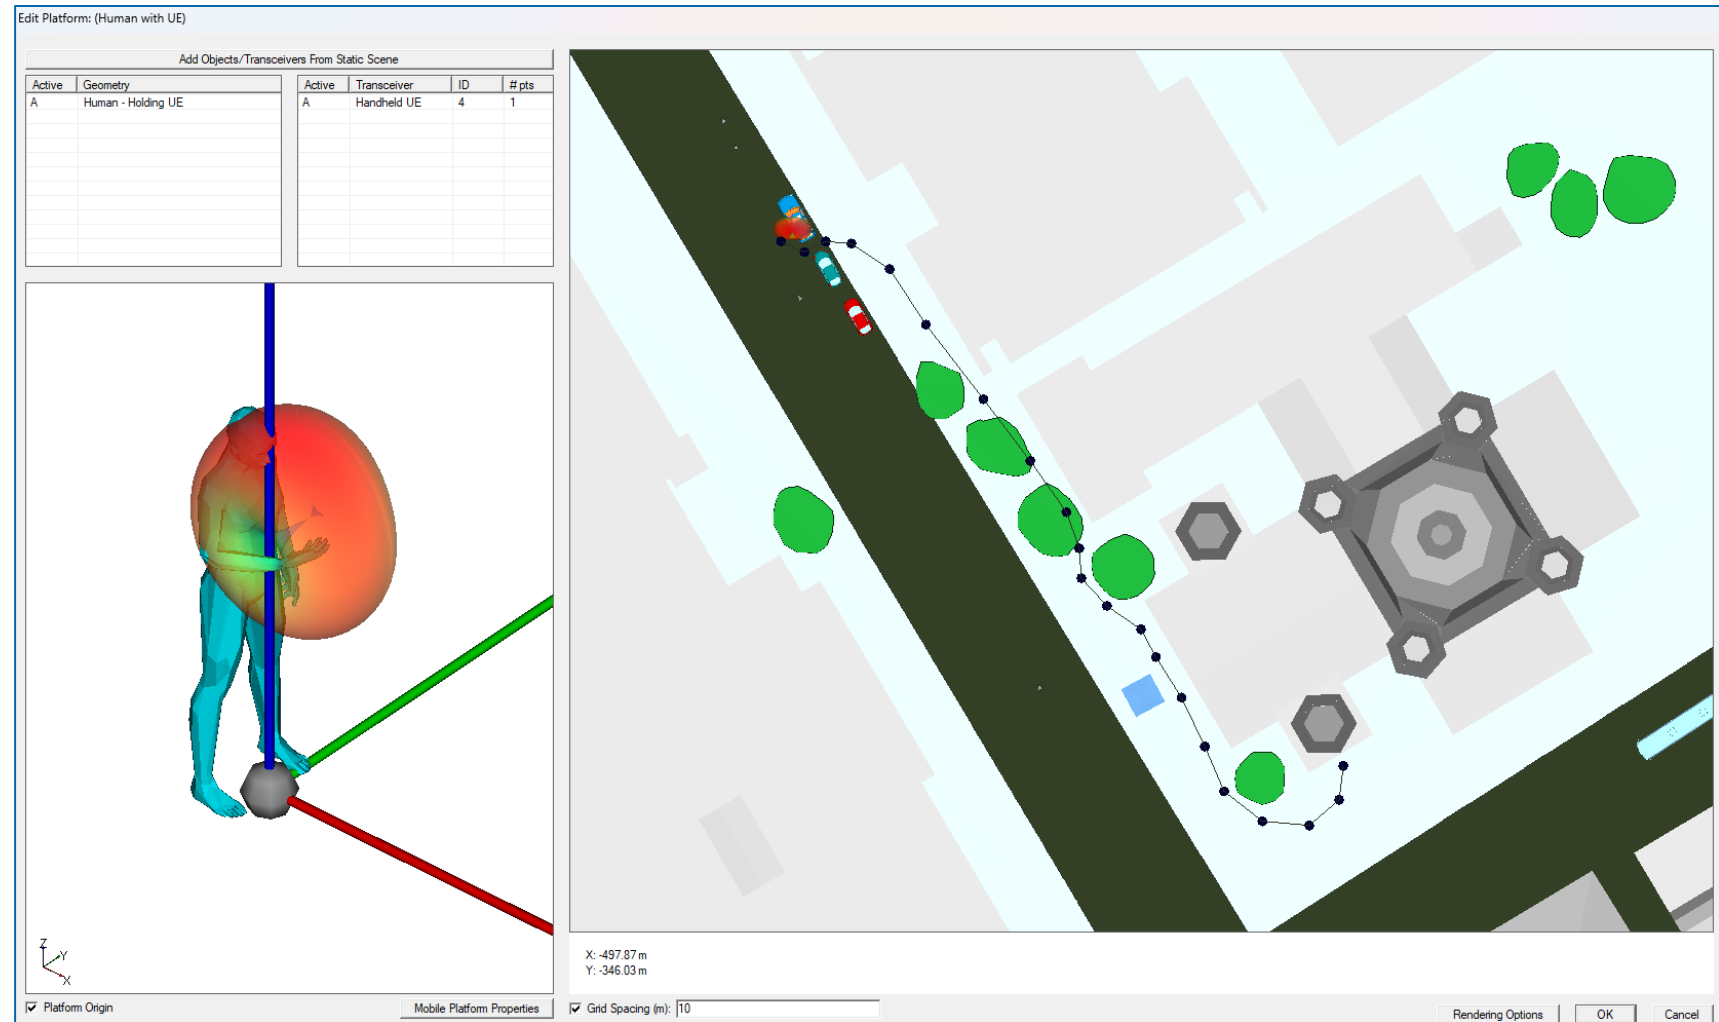 Edit Platform: (Human with UE)
Add Objects/Transceivers From Static Scene
Active Geometry
A Human - Holding UE
Active Transceiver ID # pts
A Handheld UE 4 1
Z
Y
X
Platform Origin
Mobile Platform Properties
X: -497.87 m
Y: -346.03 m
Grid Spacing (m): 10
Rendering Options
OK
Cancel